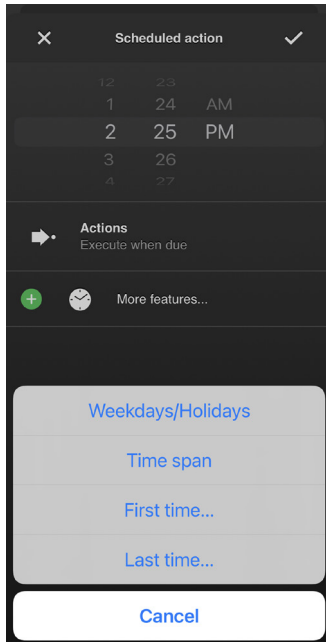 Scheduled action
12 23
1 24 AM
2 25 PM
3 26
4 27
Actions
Execute when due
More features...
Weekdays/Holidays
Time span
First time...
Last time...
Cancel